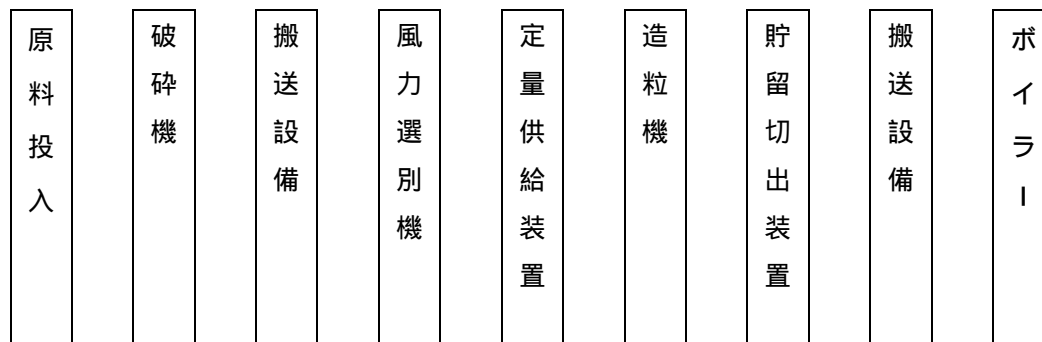 原料投入
破砕機
搬送設備
風力選別機
定量供給装置
造粒機
貯留切出装置
搬送設備
ボイラー